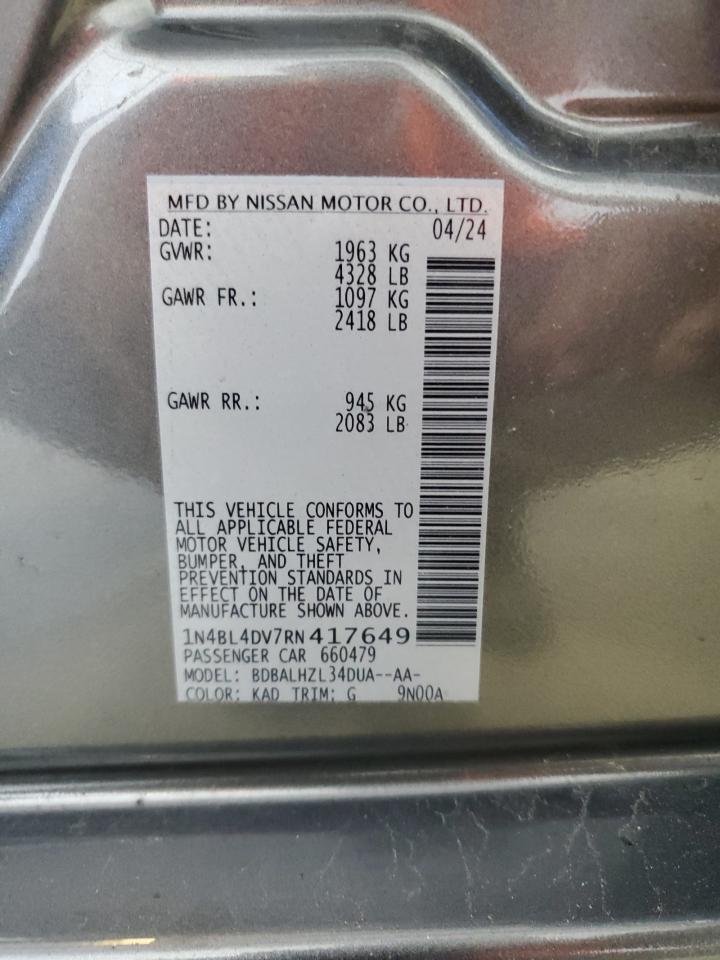 MFD BY NISSAN MOTOR CO., LTD.
DATE: 04/24
GVWR: 1963 KG
4328 LB
GAWR FR.: 1097 KG
2418 LB
GAWR RR.: 945 KG
2083 LB
THIS VEHICLE CONFORMS TO
ALL APPLICABLE FEDERAL
MOTOR VEHICLE SAFETY,
BUMPER, AND THEFT
PREVENTION STANDARDS IN
EFFECT ON THE DATE OF
MANUFACTURE SHOWN ABOVE.
1N4BL4DV7RN417649
PASSENGER CAR 660479
MODEL: BDBALHZL34DUA--AA-
COLOR: KAD TRIM: G 9N00A